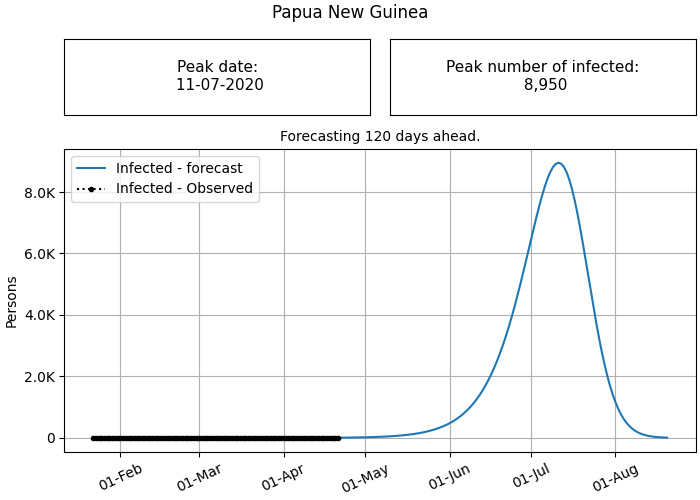 Papua New Guinea
Peak date:
11-07-2020
Peak number of infected:
8,950
Forecasting 120 days ahead.
Infected - forecast
Infected - Observed
Persons
8.0K
6.0K
4.0K
2.0K
0
01-Feb
01-Mar
01-Apr
01-May
01-Jun
01-Jul
01-Aug